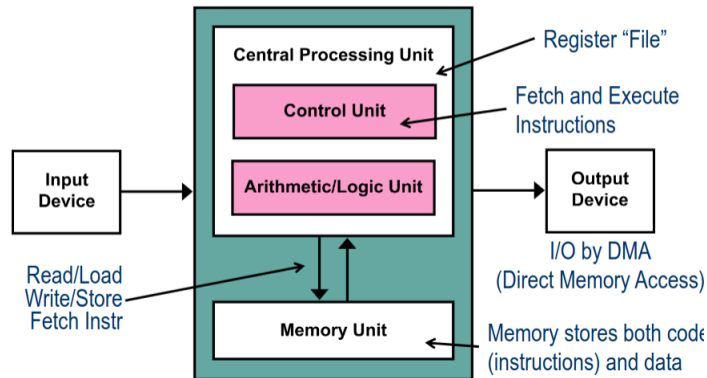 Central Processing Unit
Register “File”
Control Unit
Fetch and Execute
Instructions
Input
Device
Arithmetic/Logic Unit
Output
Device
I/O by DMA
(Direct Memory Access)
Read/Load
Write/Store
Fetch Instr
Memory Unit
Memory stores both code
(instructions) and data